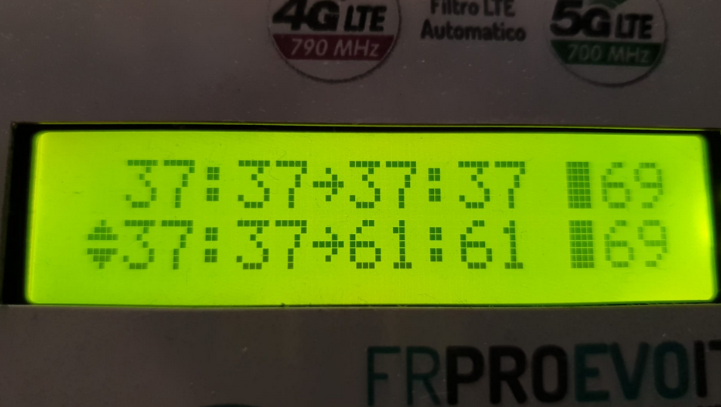 4G LTE
790 MHz
Filtro LTE
Automatico
5G LTE
700 MHz
37:37→37:37 ▮69
♦37:37→61:61 ▮69
FRPROEVO